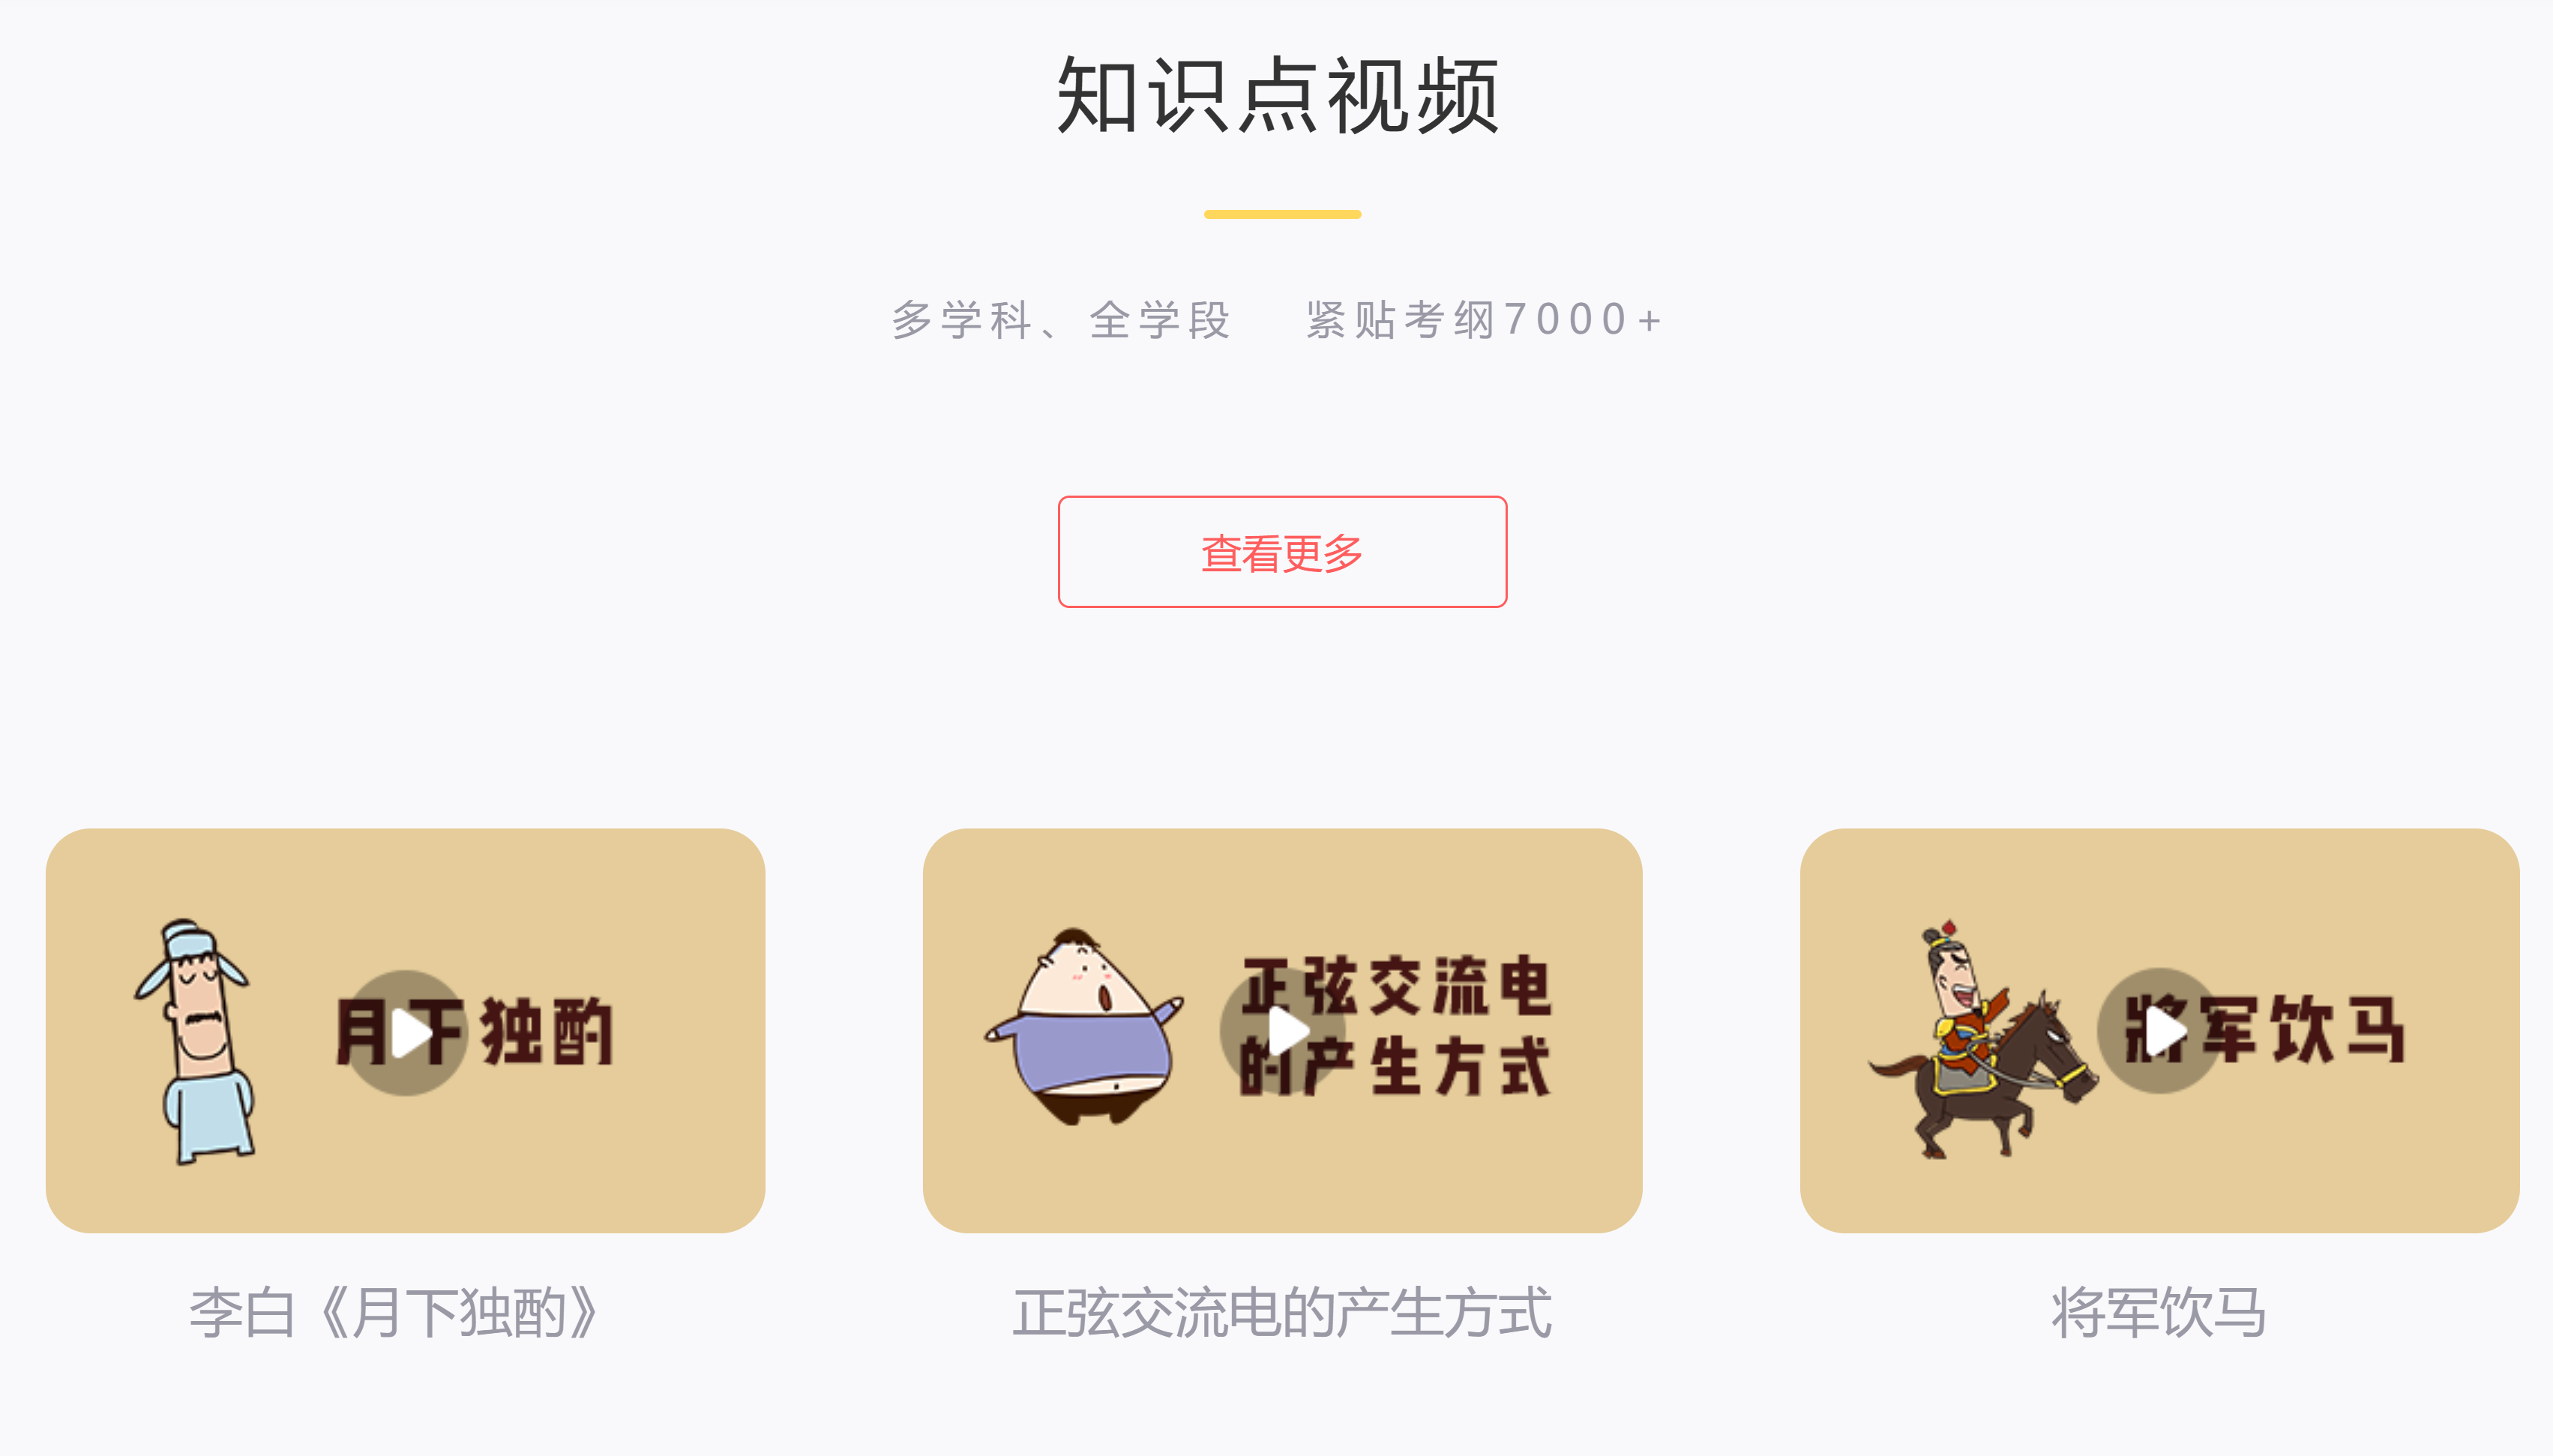 知识点视频
多学科、全学段 紧贴考纲7000+
查看更多
月下独酌
正弦交流电
的产生方式
将军饮马
李白《月下独酌》
正弦交流电的产生方式
将军饮马